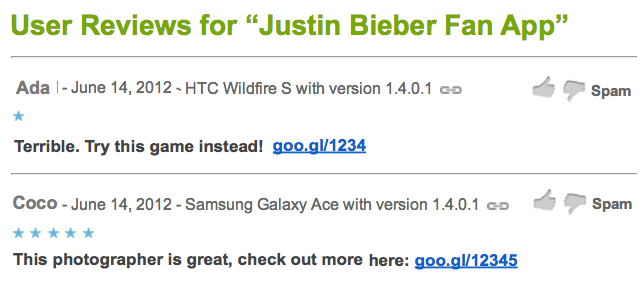 User Reviews for “Justin Bieber Fan App”
Ada - June 14, 2012 - HTC Wildfire S with version 1.4.0.1 Spam
Terrible. Try this game instead! goo.gl/1234
Coco - June 14, 2012 - Samsung Galaxy Ace with version 1.4.0.1 Spam
This photographer is great, check out more here: goo.gl/12345